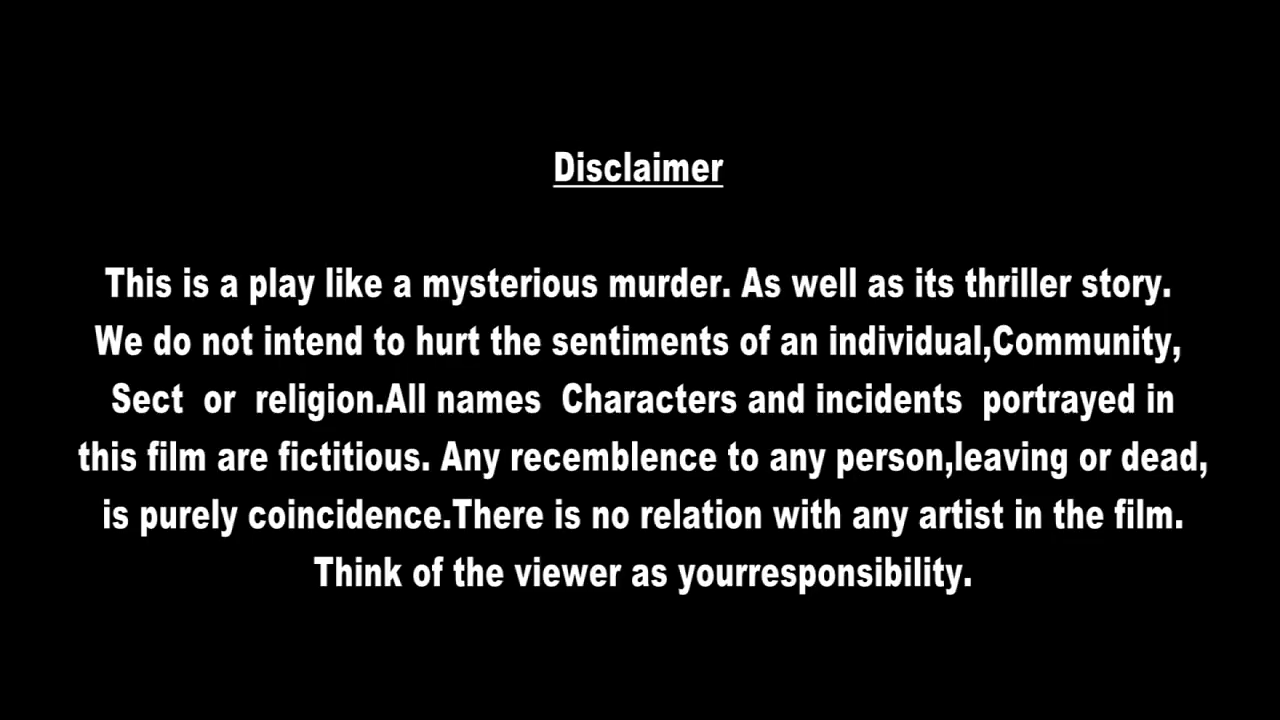 Disclaimer
This is a play like a mysterious murder. As well as its thriller story.
We do not intend to hurt the sentiments of an individual,Community,
Sect or religion.All names Characters and incidents portrayed in
this film are fictitious. Any recemblence to any person,leaving or dead,
is purely coincidence.There is no relation with any artist in the film.
Think of the viewer as yourresponsibility.